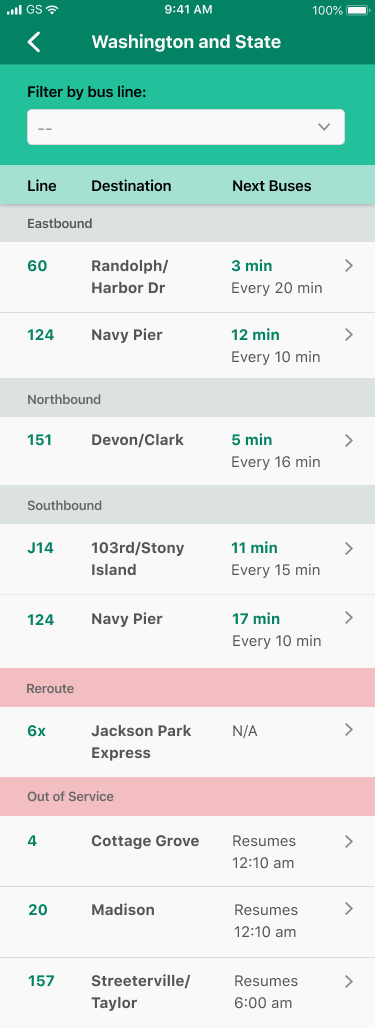 GS 9:41 AM 100%
Washington and State
Filter by bus line:
--
Line Destination Next Buses
Eastbound
60 Randolph/ 3 min
Harbor Dr Every 20 min
124 Navy Pier 12 min
Every 10 min
Northbound
151 Devon/Clark 5 min
Every 16 min
Southbound
J14 103rd/Stony 11 min
Island Every 15 min
124 Navy Pier 17 min
Every 10 min
Reroute
6x Jackson Park N/A
Express
Out of Service
4 Cottage Grove Resumes
12:10 am
20 Madison Resumes
12:10 am
157 Streeterville/ Resumes
Taylor 6:00 am